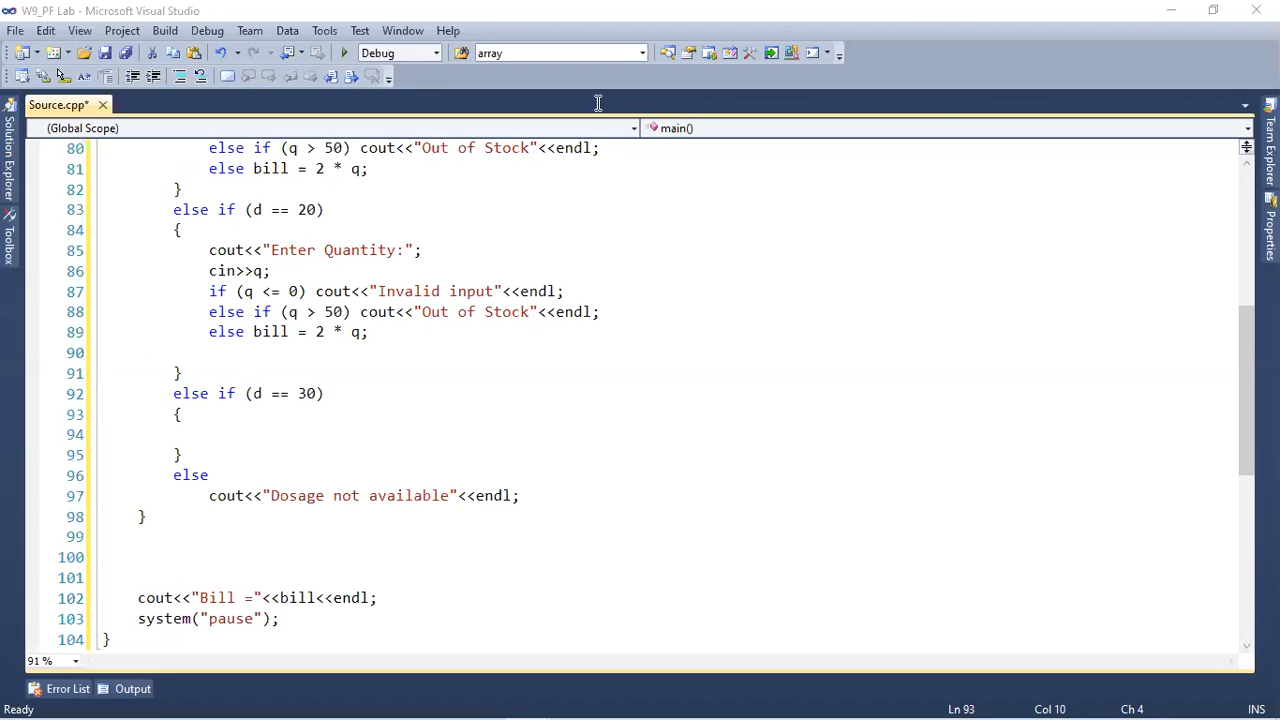 W9_PF Lab - Microsoft Visual Studio
File Edit View Project Build Debug Team Data Tools Test Window Help
Debug array
Source.cpp*
(Global Scope) main()
80 else if (q > 50) cout<<"Out of Stock"<<endl;
81 else bill = 2 * q;
82 }
83 else if (d == 20)
84 {
85 cout<<"Enter Quantity:";
86 cin>>q;
87 if (q <= 0) cout<<"Invalid input"<<endl;
88 else if (q > 50) cout<<"Out of Stock"<<endl;
89 else bill = 2 * q;
90
91 }
92 else if (d == 30)
93 {
94
95 }
96 else
97 cout<<"Dosage not available"<<endl;
98 }
99
100
101
102 cout<<"Bill ="<<bill<<endl;
103 system("pause");
104 }
91 %
Solution Explorer
Toolbox
Team Explorer
Properties
Error List Output
Ready Ln 93 Col 10 Ch 4 INS